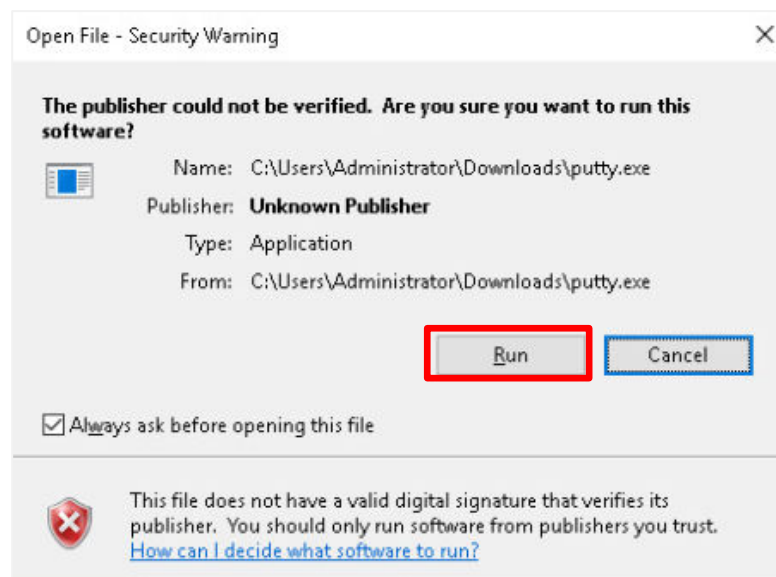 Open File - Security Warning
The publisher could not be verified.  Are you sure you want to run this
software?
Name: C:\Users\Administrator\Downloads\putty.exe
Publisher: Unknown Publisher
Type: Application
From: C:\Users\Administrator\Downloads\putty.exe
Run Cancel
Always ask before opening this file
This file does not have a valid digital signature that verifies its
publisher.  You should only run software from publishers you trust.
How can I decide what software to run?